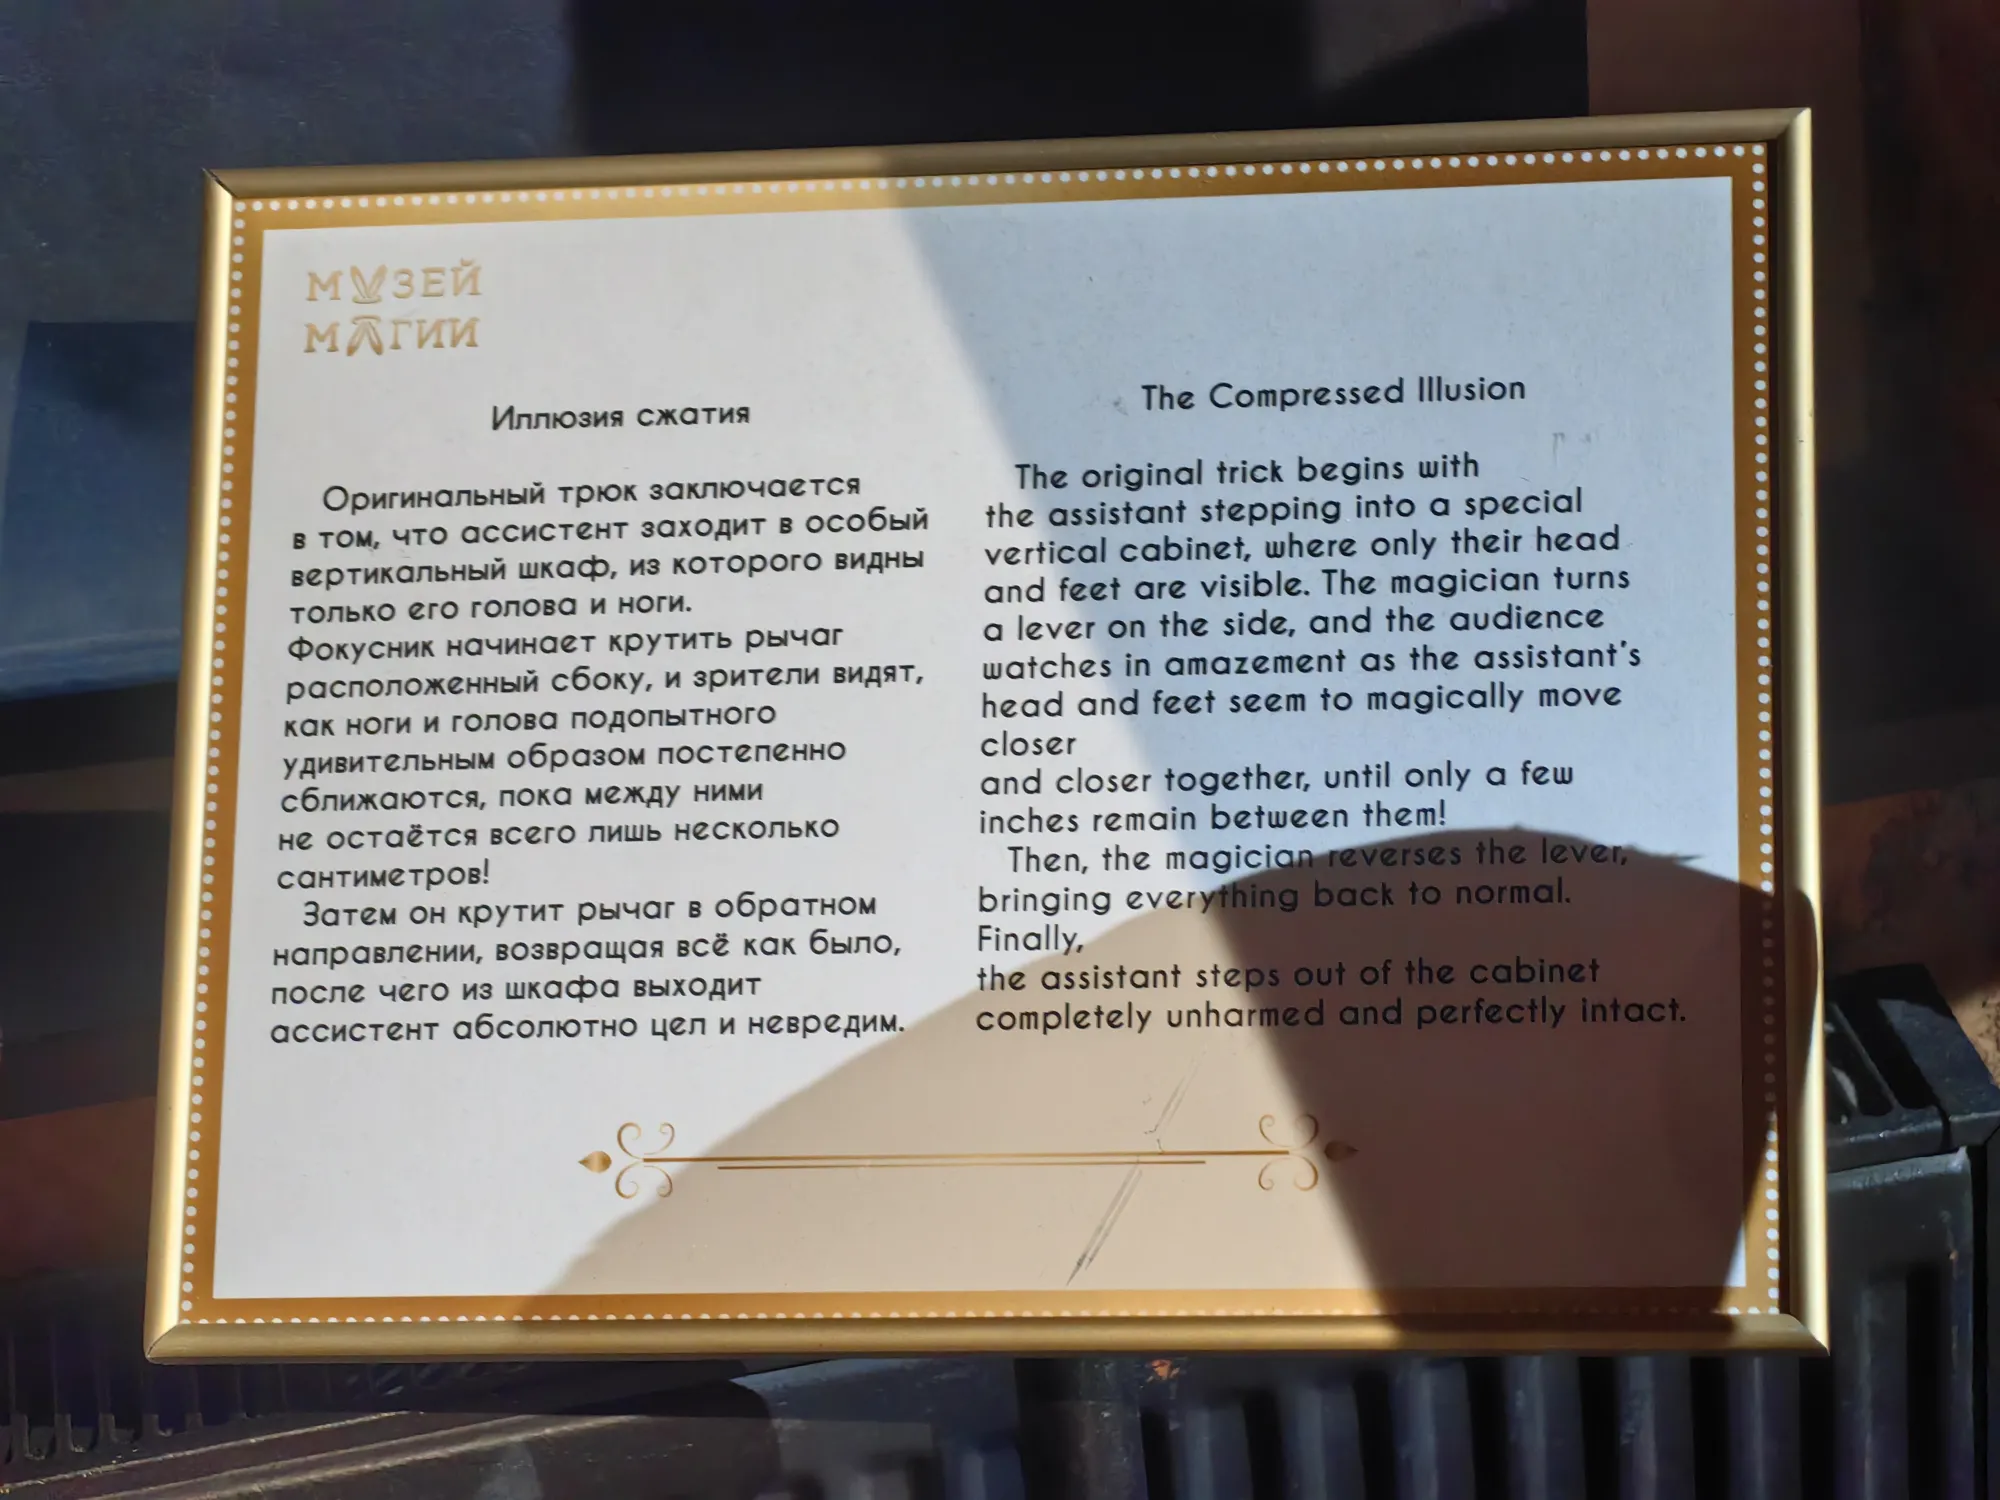 МУЗЕЙ
МАГИИ
Иллюзия сжатия
Оригинальный трюк заключается
в том, что ассистент заходит в особый
вертикальный шкаф, из которого видны
только его голова и ноги.
Фокусник начинает крутить рычаг
расположенный сбоку, и зрители видят,
как ноги и голова подопытного
удивительным образом постепенно
сближаются, пока между ними
не остаётся всего лишь несколько
сантиметров!
Затем он крутит рычаг в обратном
направлении, возвращая всё как было,
после чего из шкафа выходит
ассистент абсолютно цел и невредим.
The Compressed Illusion
The original trick begins with
the assistant stepping into a special
vertical cabinet, where only their head
and feet are visible. The magician turns
a lever on the side, and the audience
watches in amazement as the assistant's
head and feet seem to magically move
closer
and closer together, until only a few
inches remain between them!
Then, the magician reverses the lever,
bringing everything back to normal.
Finally,
the assistant steps out of the cabinet
completely unharmed and perfectly intact.